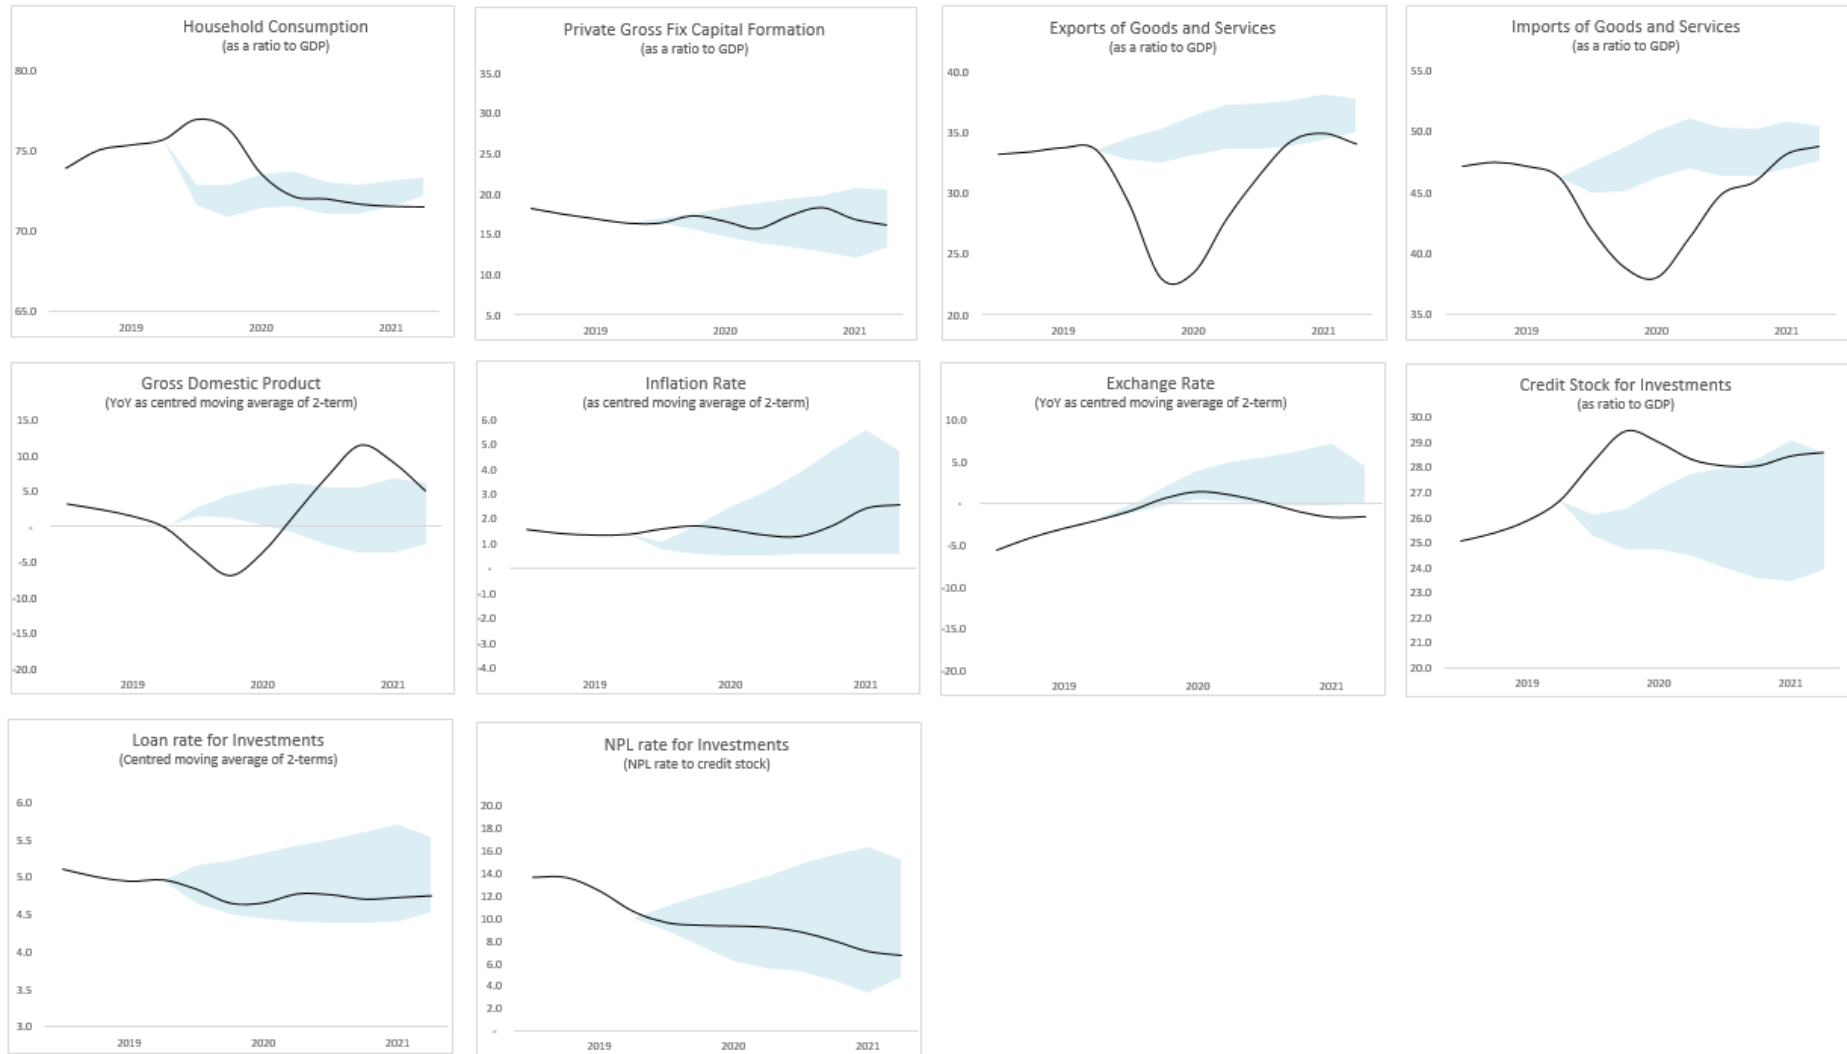 Household Consumption
(as a ratio to GDP)
80.0
75.0
70.0
65.0
2019 2020 2021
Private Gross Fix Capital Formation
(as a ratio to GDP)
35.0
30.0
25.0
20.0
15.0
10.0
5.0
2019 2020 2021
Exports of Goods and Services
(as a ratio to GDP)
40.0
35.0
30.0
25.0
20.0
2019 2020 2021
Imports of Goods and Services
(as a ratio to GDP)
55.0
50.0
45.0
40.0
35.0
2019 2020 2021
Gross Domestic Product
(YoY as centred moving average of 2-term)
15.0
10.0
5.0
-
-5.0
-10.0
-15.0
-20.0
2019 2020 2021
Inflation Rate
(as centred moving average of 2-term)
6.0
5.0
4.0
3.0
2.0
1.0
-
-1.0
-2.0
-3.0
-4.0
2019 2020 2021
Exchange Rate
(YoY as centred moving average of 2-term)
10.0
5.0
-
-5.0
-10.0
-15.0
-20.0
2019 2020 2021
Credit Stock for Investments
(as ratio to GDP)
30.0
29.0
28.0
27.0
26.0
25.0
24.0
23.0
22.0
21.0
20.0
2019 2020 2021
Loan rate for Investments
(Centred moving average of 2-terms)
6.0
5.5
5.0
4.5
4.0
3.5
3.0
2019 2020 2021
NPL rate for Investments
(NPL rate to credit stock)
20.0
18.0
16.0
14.0
12.0
10.0
8.0
6.0
4.0
2.0
-
2019 2020 2021